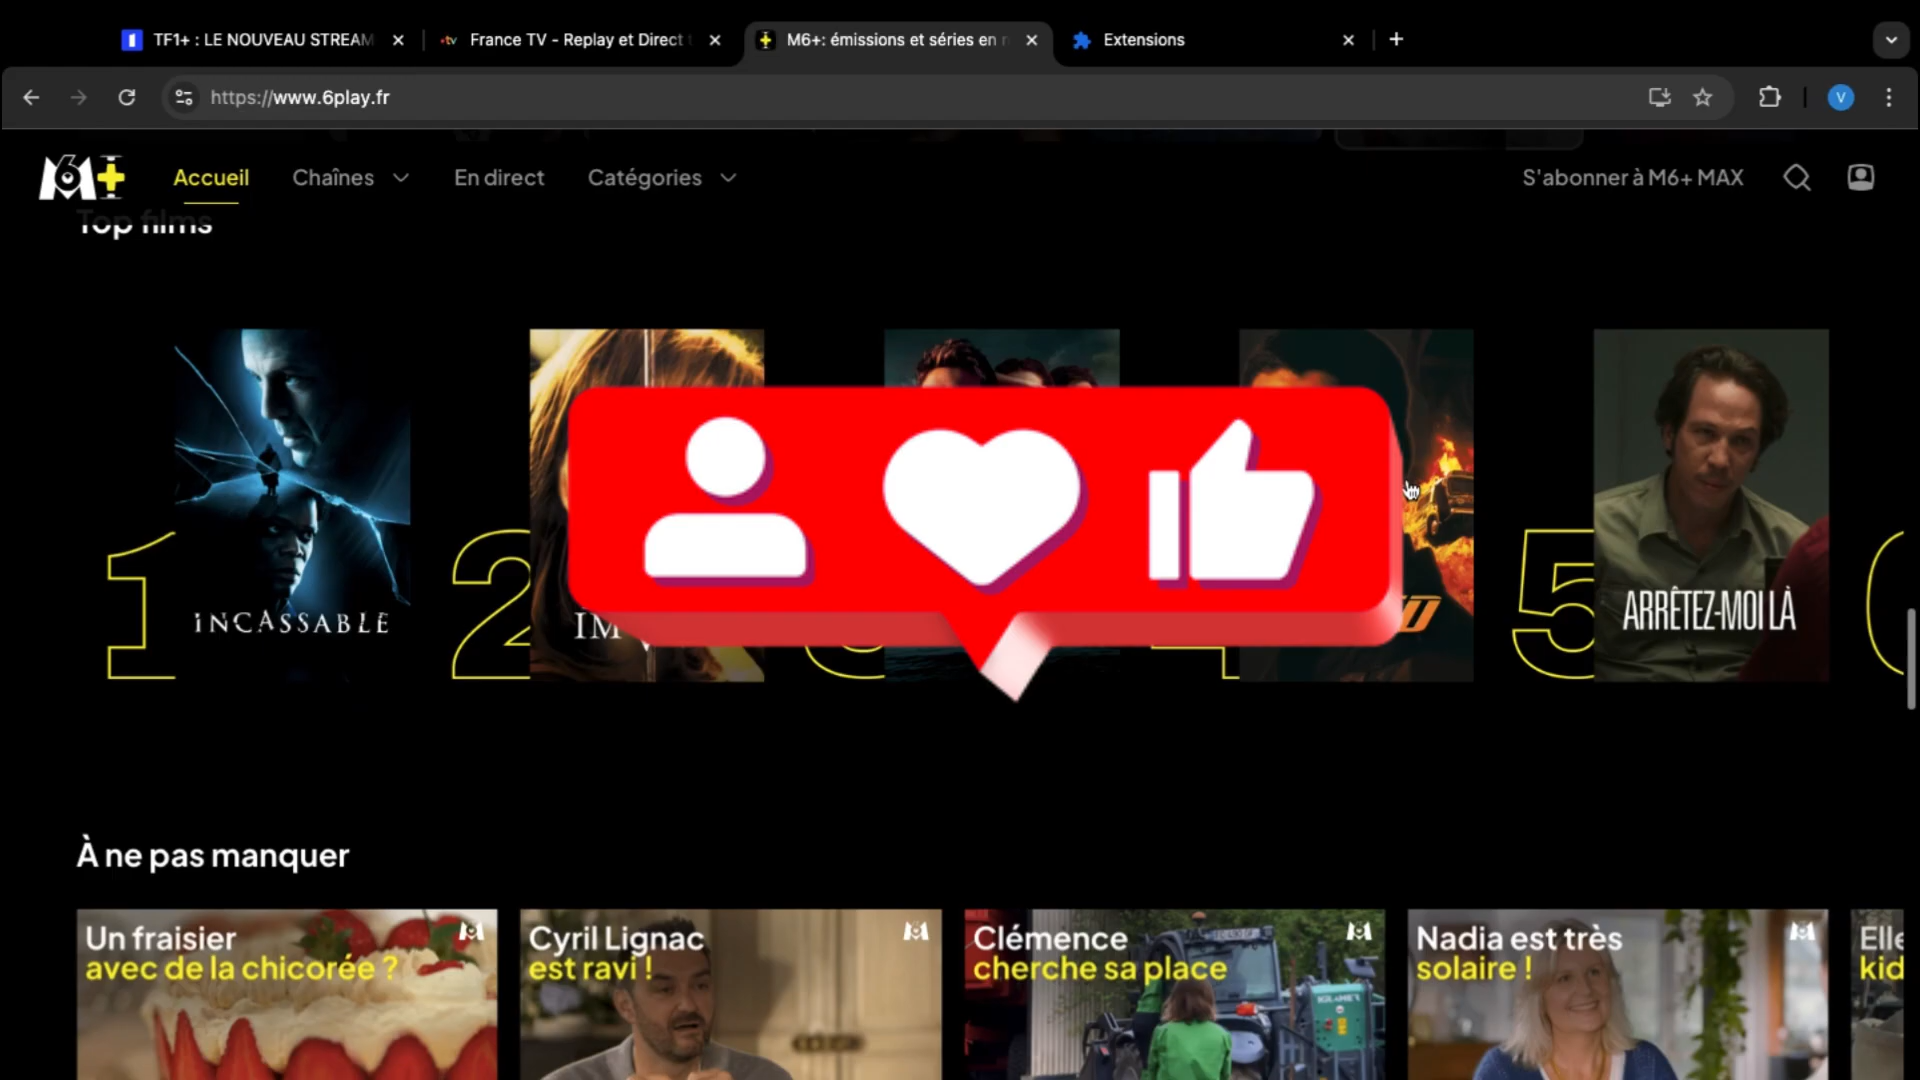 TF1+ : LE NOUVEAU STREAM
France TV - Replay et Direct
M6+: émissions et séries en
Extensions
https://www.6play.fr
V
Accueil
Chaînes
En direct
Catégories
S'abonner à M6+ MAX
Top films
1
INCASSABLE
2
5
ARRÊTEZ-MOI LÀ
À ne pas manquer
Un fraisier
avec de la chicorée ?
Cyril Lignac
est ravi !
Clémence
cherche sa place
Nadia est très
solaire !